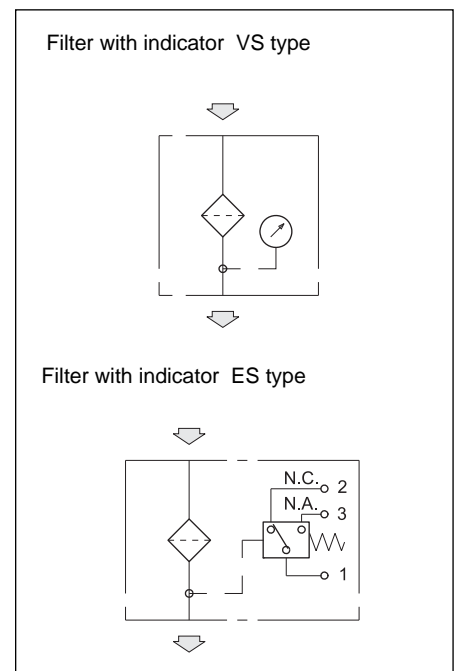 Filter with indicator VS type
Filter with indicator ES type
N.C. 2
N.A. 3
1